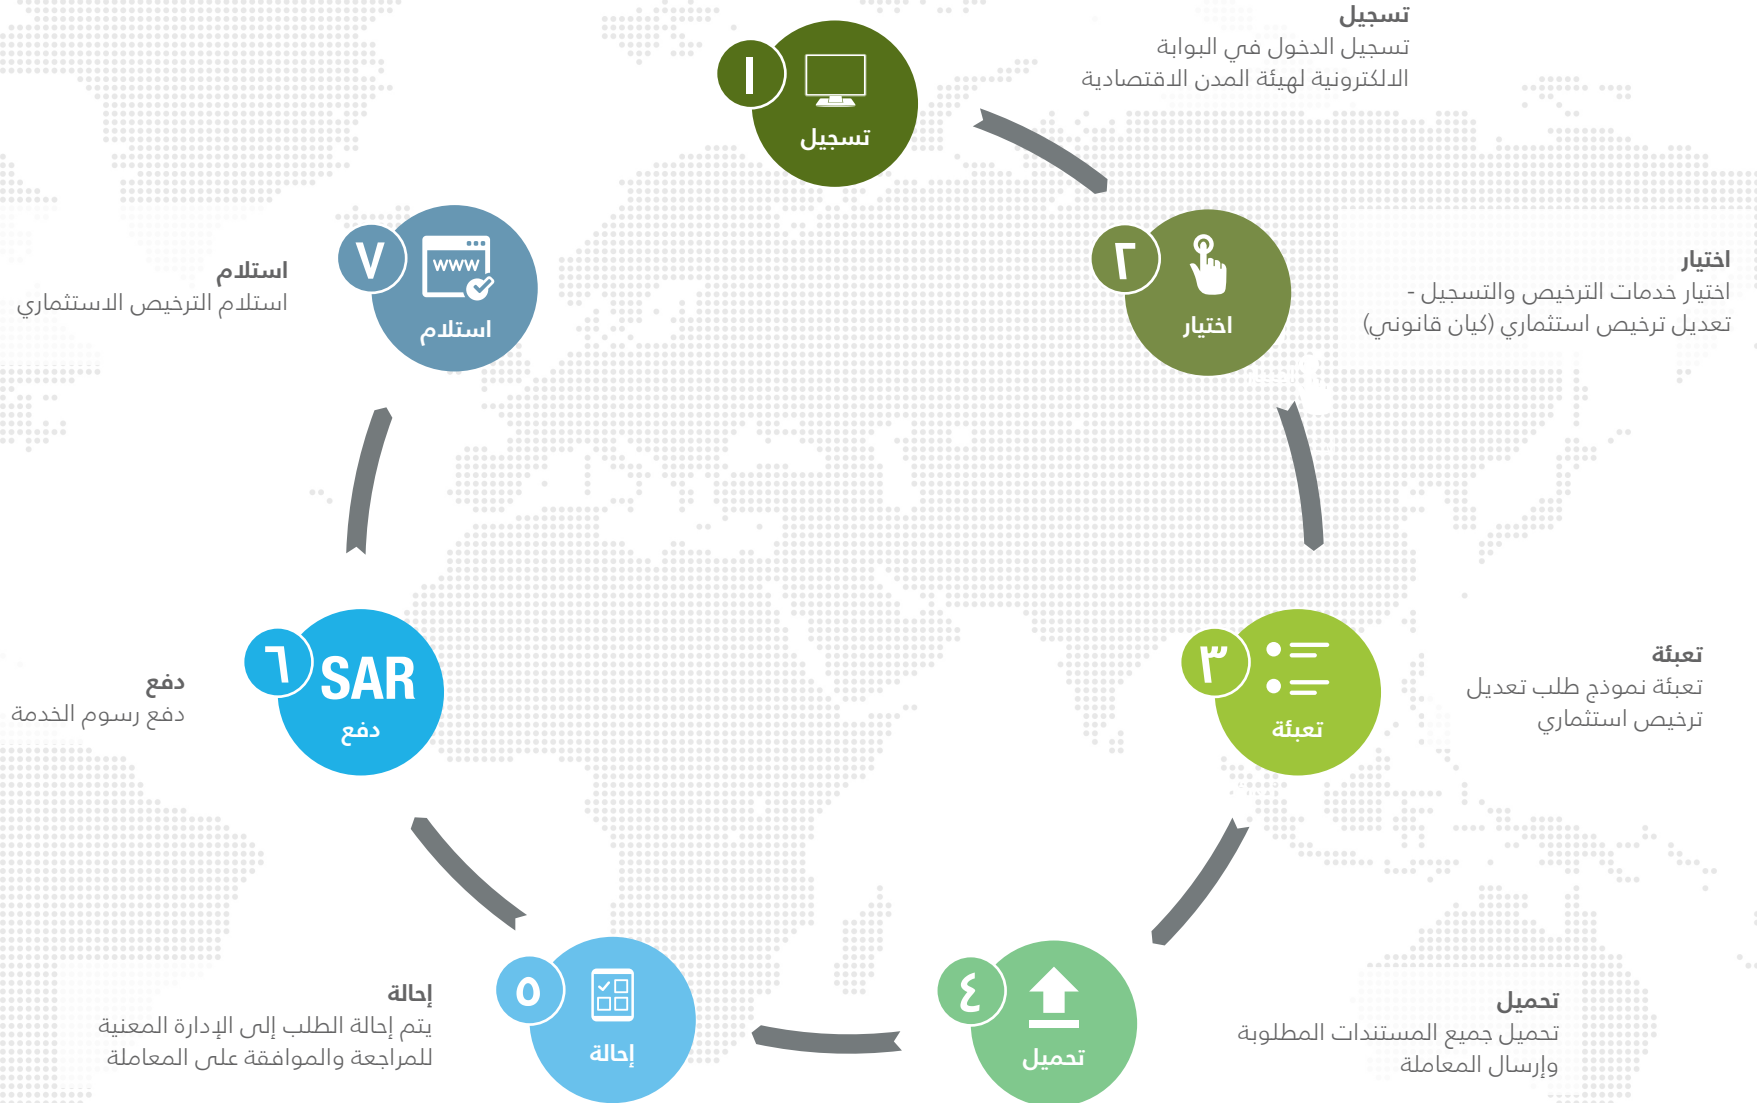 ١
تسجيل
تسجيل
تسجيل الدخول في البوابة
الالكترونية لهيئة المدن الاقتصادية
٢
اختيار
اختيار
اختيار خدمات الترخيص والتسجيل -
تعديل ترخيص استثماري (كيان قانوني)
٣
تعبئة
تعبئة
تعبئة نموذج طلب تعديل
ترخيص استثماري
٤
تحميل
تحميل
تحميل جميع المستندات المطلوبة
وإرسال المعاملة
٥
إحالة
إحالة
يتم إحالة الطلب إلى الإدارة المعنية
للمراجعة والموافقة على المعاملة
٦
SAR
دفع
دفع
دفع رسوم الخدمة
٧
www
استلام
استلام
استلام الترخيص الاستثماري